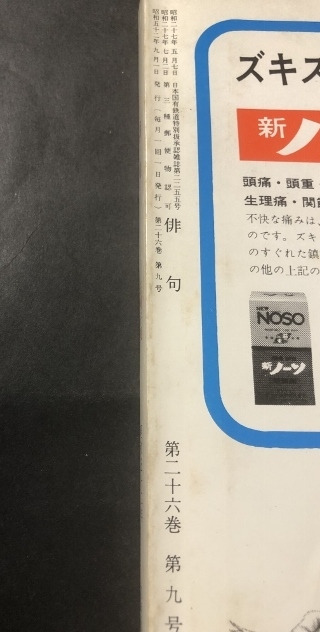 昭和二十七年五月七日 日本国有鉄道特別扱承認雑誌第二二五五号
昭和二十七年七月二日 第三種郵便物認可
昭和五十二年九月一日発行(毎月一回一日発行)第二十六巻 第九号
俳句
第二十六巻 第九号
ズキズ
新ノ
頭痛・頭重
生理痛・関節
不快な痛みは、
のです。ズキ
のすぐれた鎮
の他の上記の
NEW
NOSO
新ノーソ